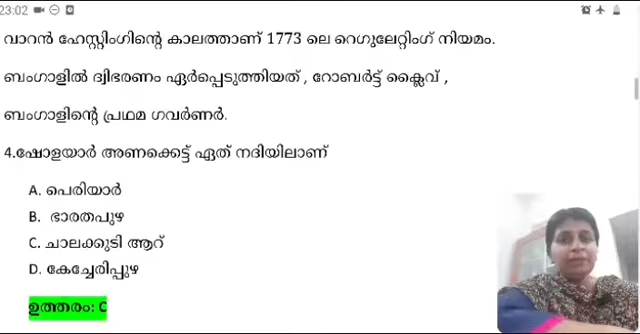 23:02
വാറൻ ഹേസ്റ്റിംഗിന്റെ കാലത്താണ് 1773 ലെ റെഗുലേറ്റിംഗ് നിയമം.
ബംഗാളിൽ ദ്വിഭരണം ഏർപ്പെടുത്തിയത് , റോബർട്ട് ക്ലൈവ് ,
ബംഗാളിന്റെ പ്രഥമ ഗവർണർ.
4.ഷോളയാർ അണക്കെട്ട് ഏത് നദിയിലാണ്
A. പെരിയാർ
B. ഭാരതപുഴ
C. ചാലക്കുടി ആറ്
D. കേച്ചേരിപ്പുഴ
ഉത്തരം: C